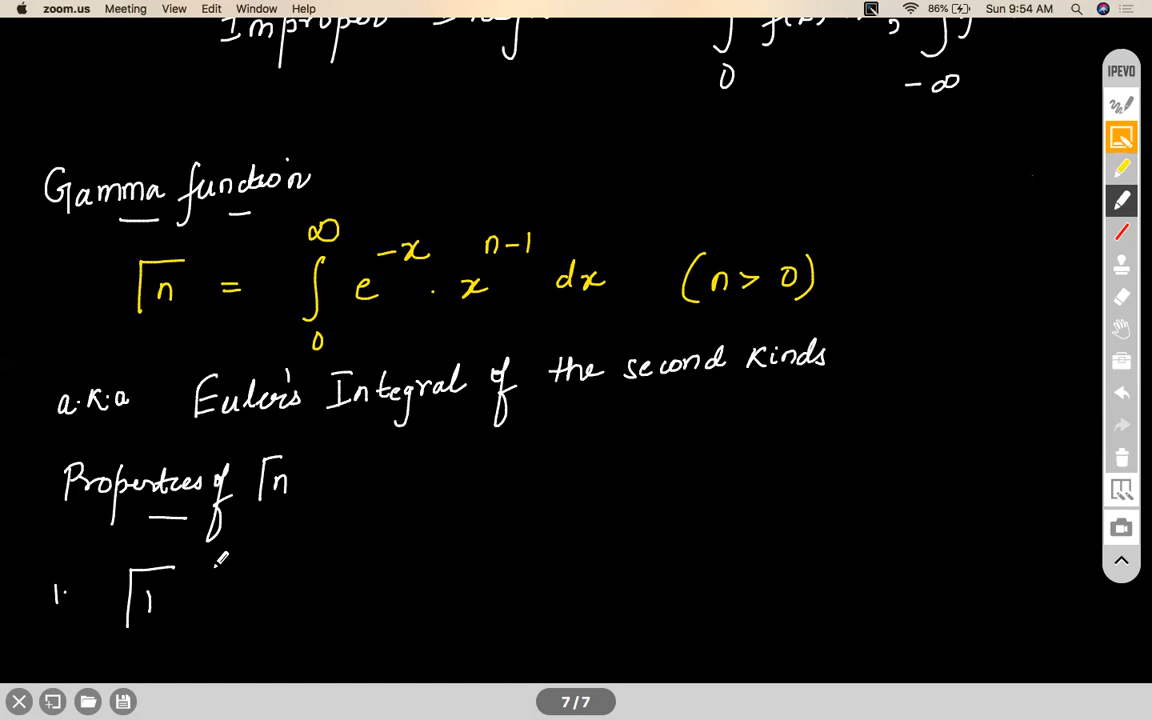 zoom.us Meeting View Edit Window Help 86% Sun 9:54 AM
Improper
0 -∞
IPEVO
Gamma function
Γn = ∫₀^∞ e^{-x} · x^{n-1} dx (n > 0)
a.k.a Euler's Integral of the second kinds
Properties of Γn
1. Γ1
7 / 7